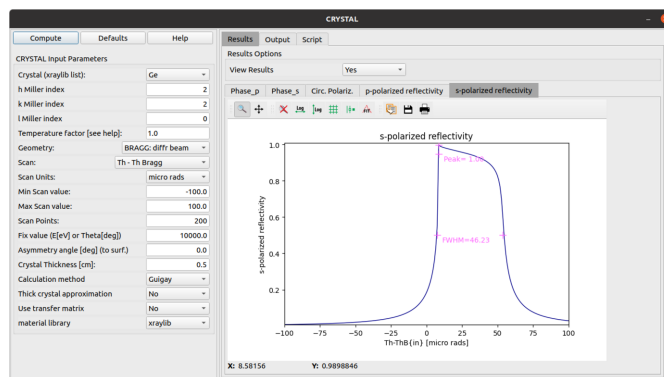 CRYSTAL
Compute
Defaults
Help
CRYSTAL Input Parameters
Crystal (xraylib list): Ge
h Miller index 2
k Miller index 2
l Miller index 0
Temperature factor [see help]: 1.0
Geometry: BRAGG: diffr beam
Scan: Th - Th Bragg
Scan Units: micro rads
Min Scan value: -100.0
Max Scan value: 100.0
Scan Points: 200
Fix value (E[eV] or Theta[deg]) 10000.0
Asymmetry angle [deg] (to surf.) 0.0
Crystal Thickness [cm]: 0.5
Calculation method Guigay
Thick crystal approximation No
Use transfer matrix No
material library xraylib
Results
Output
Script
Results Options
View Results Yes
Phase_p
Phase_s
Circ. Polariz.
p-polarized reflectivity
s-polarized reflectivity
s-polarized reflectivity
s-polarized reflectivity
1.0
0.8
0.6
0.4
0.2
FWHM=46.23
−100 −75 −50 −25 0 25 50 75 100
Th-ThB{in} [micro rads]
X: 8.58156 Y: 0.9898846